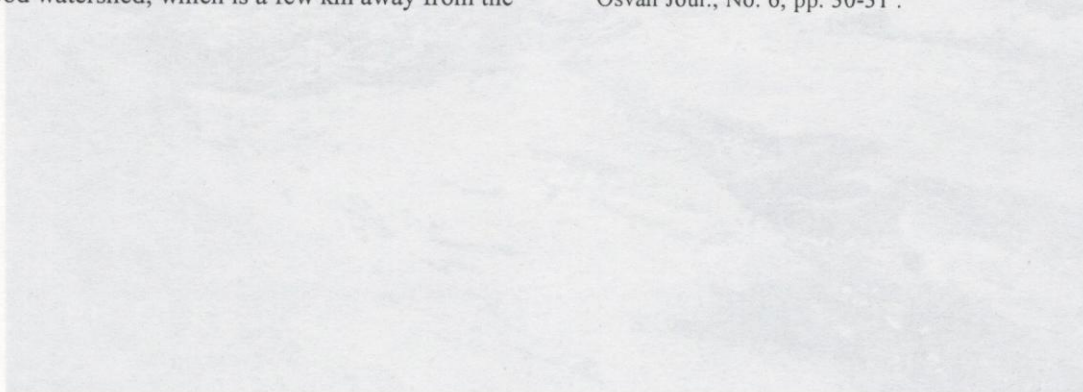 watershed, which is a few km away from the
Osvan Jour., No. 6, pp. 30-31 .